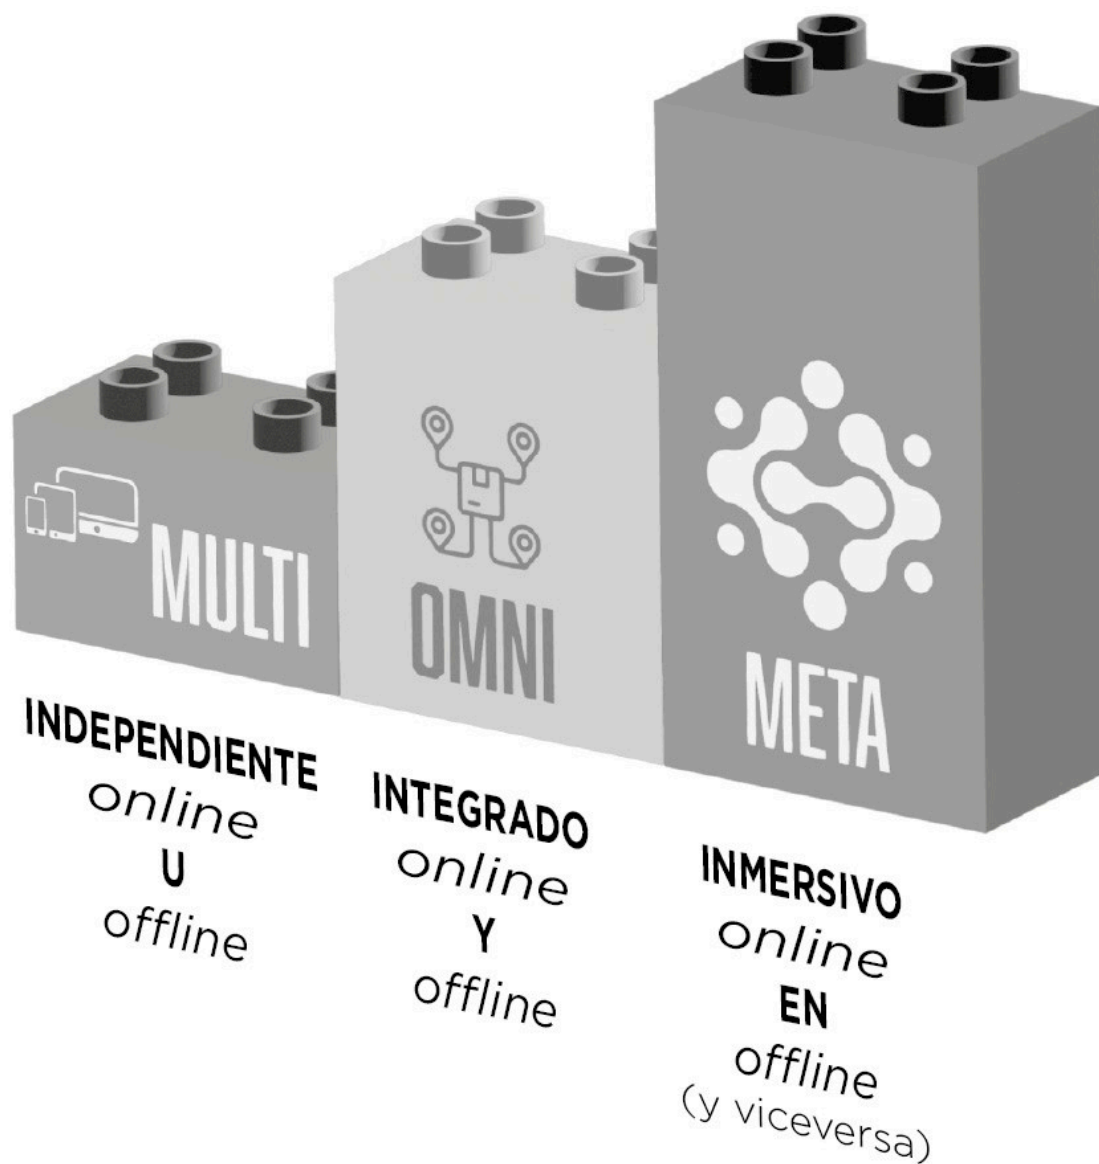 MULTI
OMNI
META
INDEPENDIENTE
online
U
offline
INTEGRADO
online
Y
offline
INMERSIVO
online
EN
offline
(y viceversa)